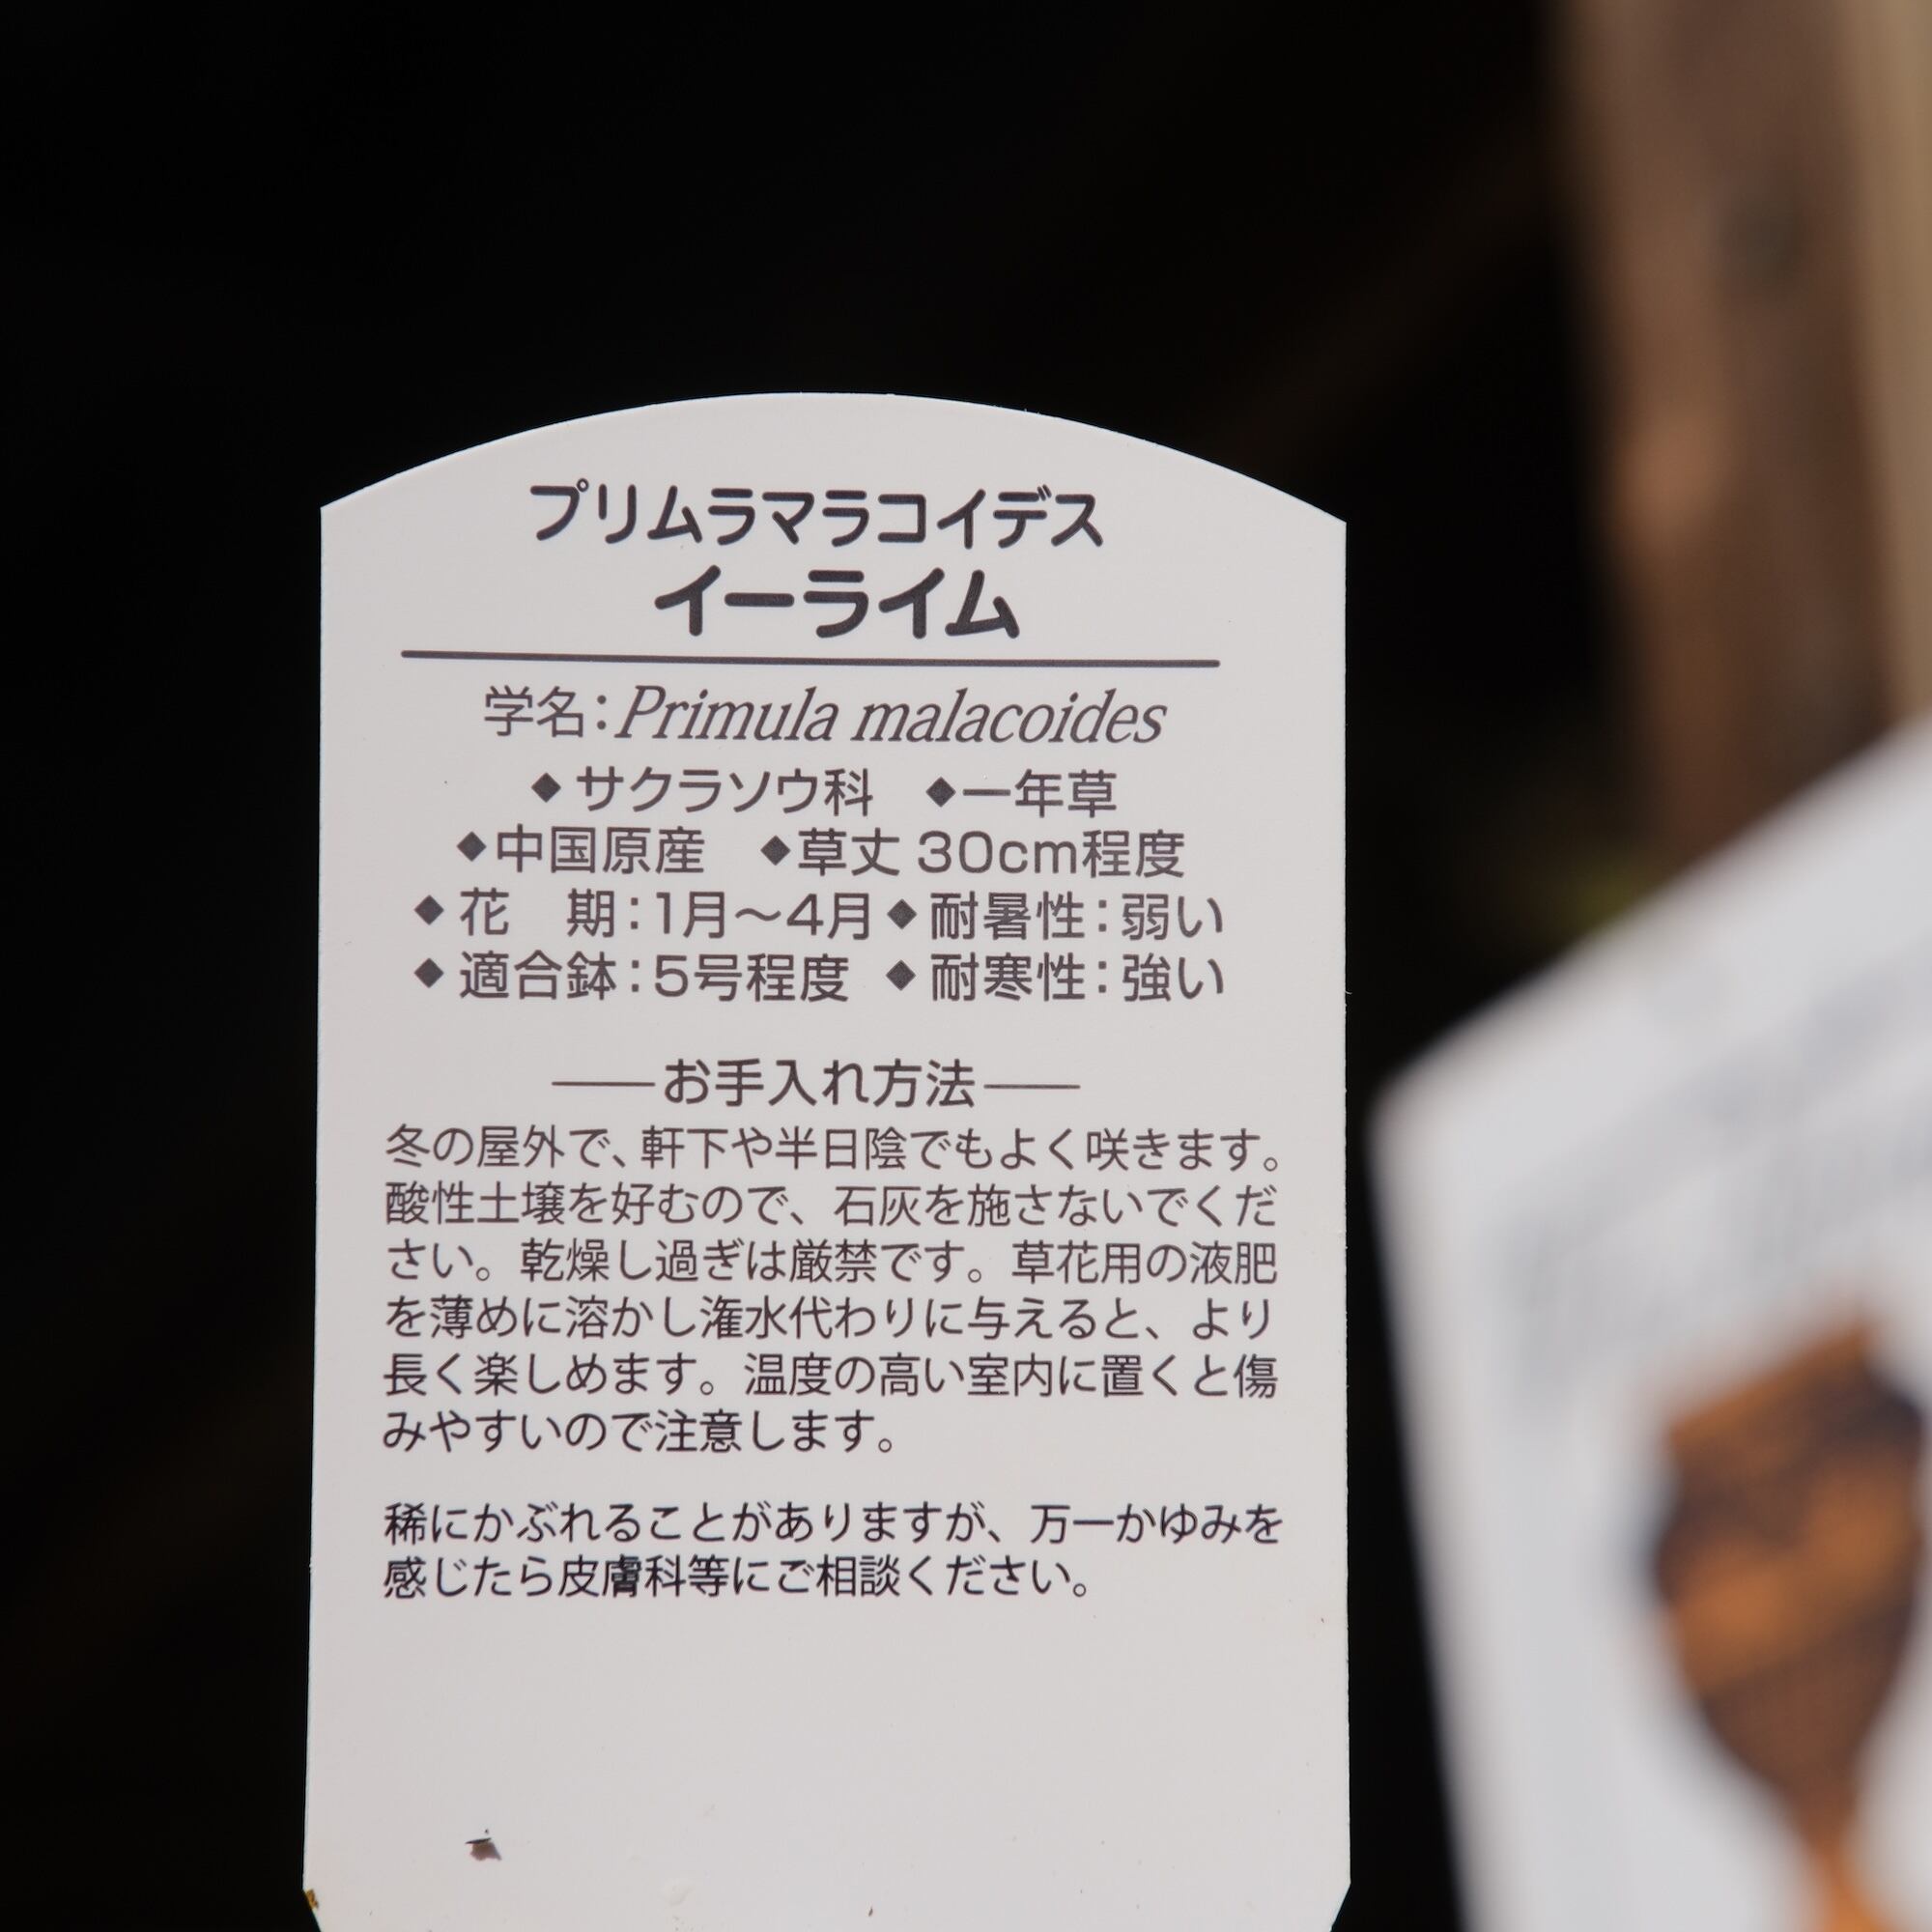 プリムラマラコイデス
イーライム
学名：Primula malacoides
◆サクラソウ科　◆一年草
◆中国原産　◆草丈 30cm程度
◆花　期：1月～4月◆耐暑性：弱い
◆適合鉢：5号程度　◆耐寒性：強い
――お手入れ方法――
冬の屋外で、軒下や半日陰でもよく咲きます。
酸性土壌を好むので、石灰を施さないでくだ
さい。乾燥し過ぎは厳禁です。草花用の液肥
を薄めに溶かし潅水代わりに与えると、より
長く楽しめます。温度の高い室内に置くと傷
みやすいので注意します。
稀にかぶれることがありますが、万一かゆみを
感じたら皮膚科等にご相談ください。